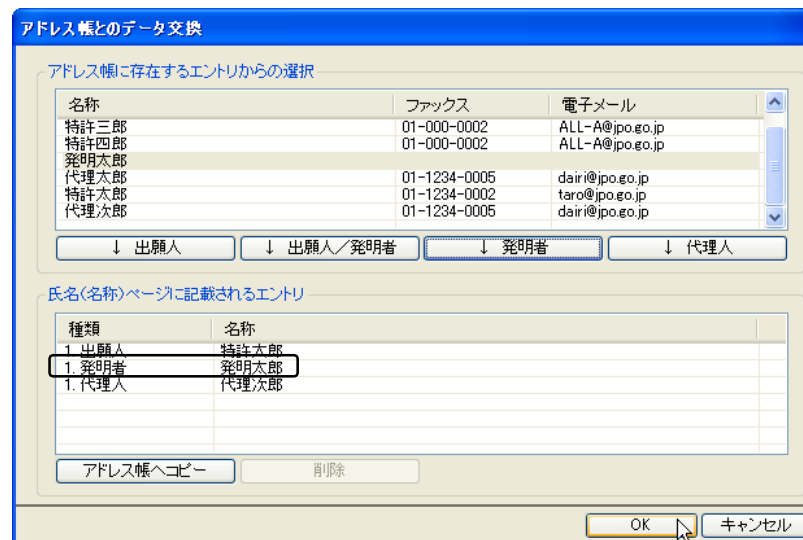 アドレス帳とのデータ交換
アドレス帳に存在するエントリからの選択
名称 ファックス 電子メール
特許三郎 01-000-0002 ALL-A@jpo.go.jp
特許四郎 01-000-0002 ALL-A@jpo.go.jp
発明太郎
代理太郎 01-1234-0005 dairi@jpo.go.jp
特許太郎 01-1234-0002 taro@jpo.go.jp
代理次郎 01-1234-0005 dairi@jpo.go.jp
↓ 出願人 ↓ 出願人／発明者 ↓ 発明者 ↓ 代理人
氏名(名称)ページに記載されるエントリ
種類 名称
1. 出願人 特許太郎
1. 発明者 発明太郎
1. 代理人 代理次郎
アドレス帳へコピー 削除
OK キャンセル